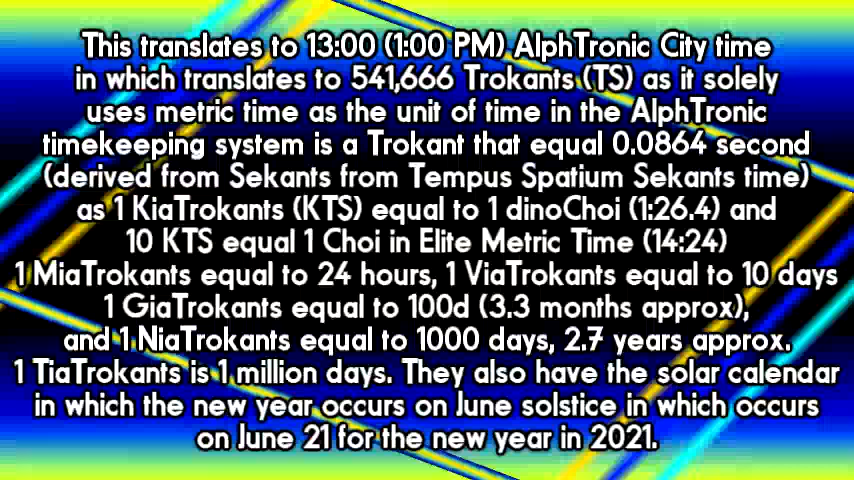 This translates to 13:00 (1:00 PM) AlphTronic City time
in which translates to 541,666 Trokants (TS) as it solely
uses metric time as the unit of time in the AlphTronic
timekeeping system is a Trokant that equal 0.0864 second
(derived from Sekants from Tempus Spatium Sekants time)
as 1 KiaTrokants (KTS) equal to 1 dinoChoi (1:26.4) and
10 KTS equal 1 Choi in Elite Metric Time (14:24)
1 MiaTrokants equal to 24 hours, 1 ViaTrokants equal to 10 days
1 GiaTrokants equal to 100d (3.3 months approx),
and 1 NiaTrokants equal to 1000 days, 2.7 years approx.
1 TiaTrokants is 1 million days. They also have the solar calendar
in which the new year occurs on June solstice in which occurs
on June 21 for the new year in 2021.